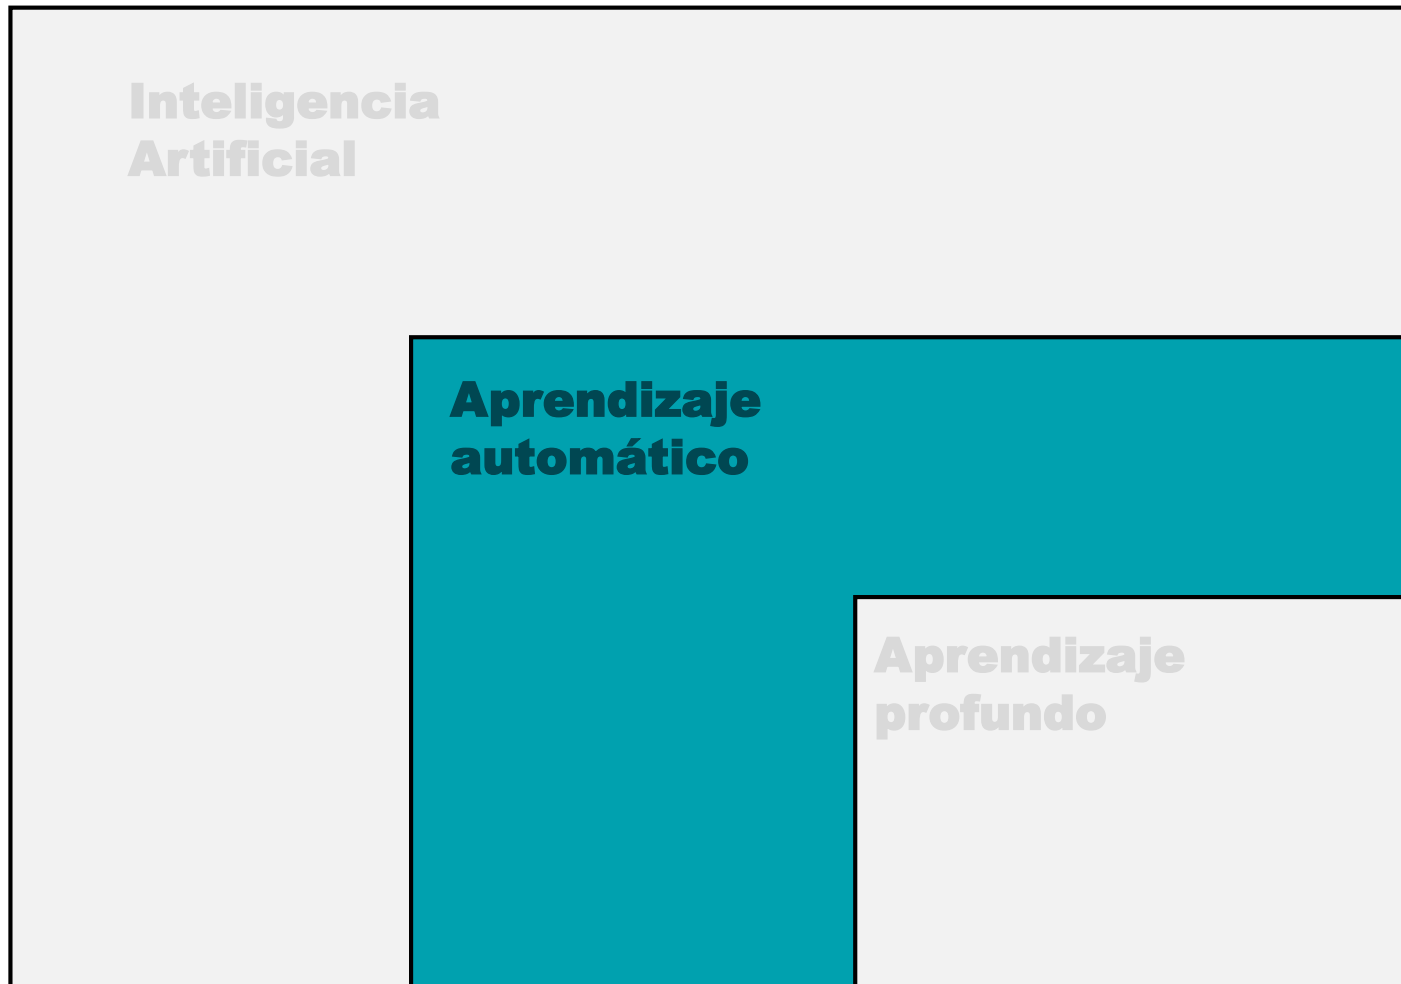 Inteligencia
Artificial
Aprendizaje
automático
Aprendizaje
profundo